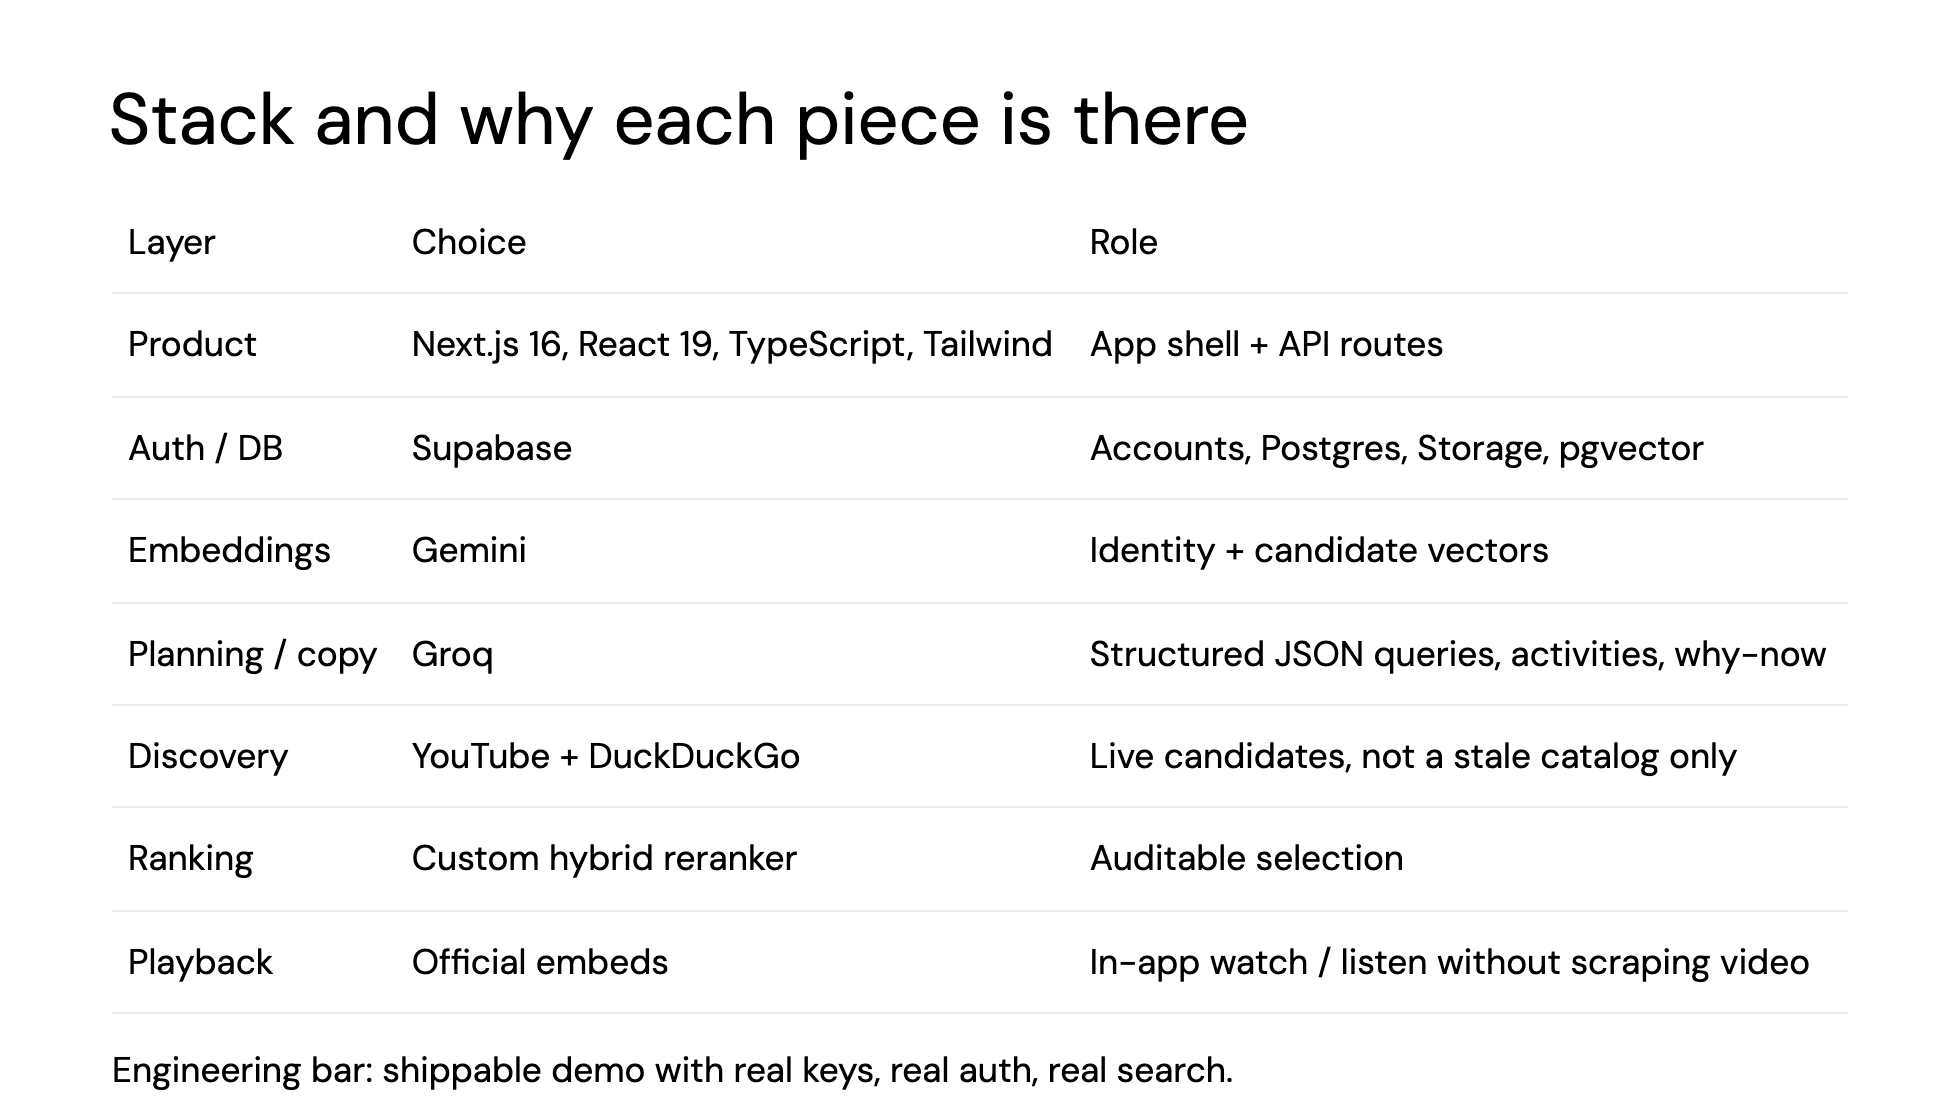 Stack and why each piece is there
Layer Choice Role
Product Next.js 16, React 19, TypeScript, Tailwind App shell + API routes
Auth / DB Supabase Accounts, Postgres, Storage, pgvector
Embeddings Gemini Identity + candidate vectors
Planning / copy Groq Structured JSON queries, activities, why-now
Discovery YouTube + DuckDuckGo Live candidates, not a stale catalog only
Ranking Custom hybrid reranker Auditable selection
Playback Official embeds In-app watch / listen without scraping video
Engineering bar: shippable demo with real keys, real auth, real search.